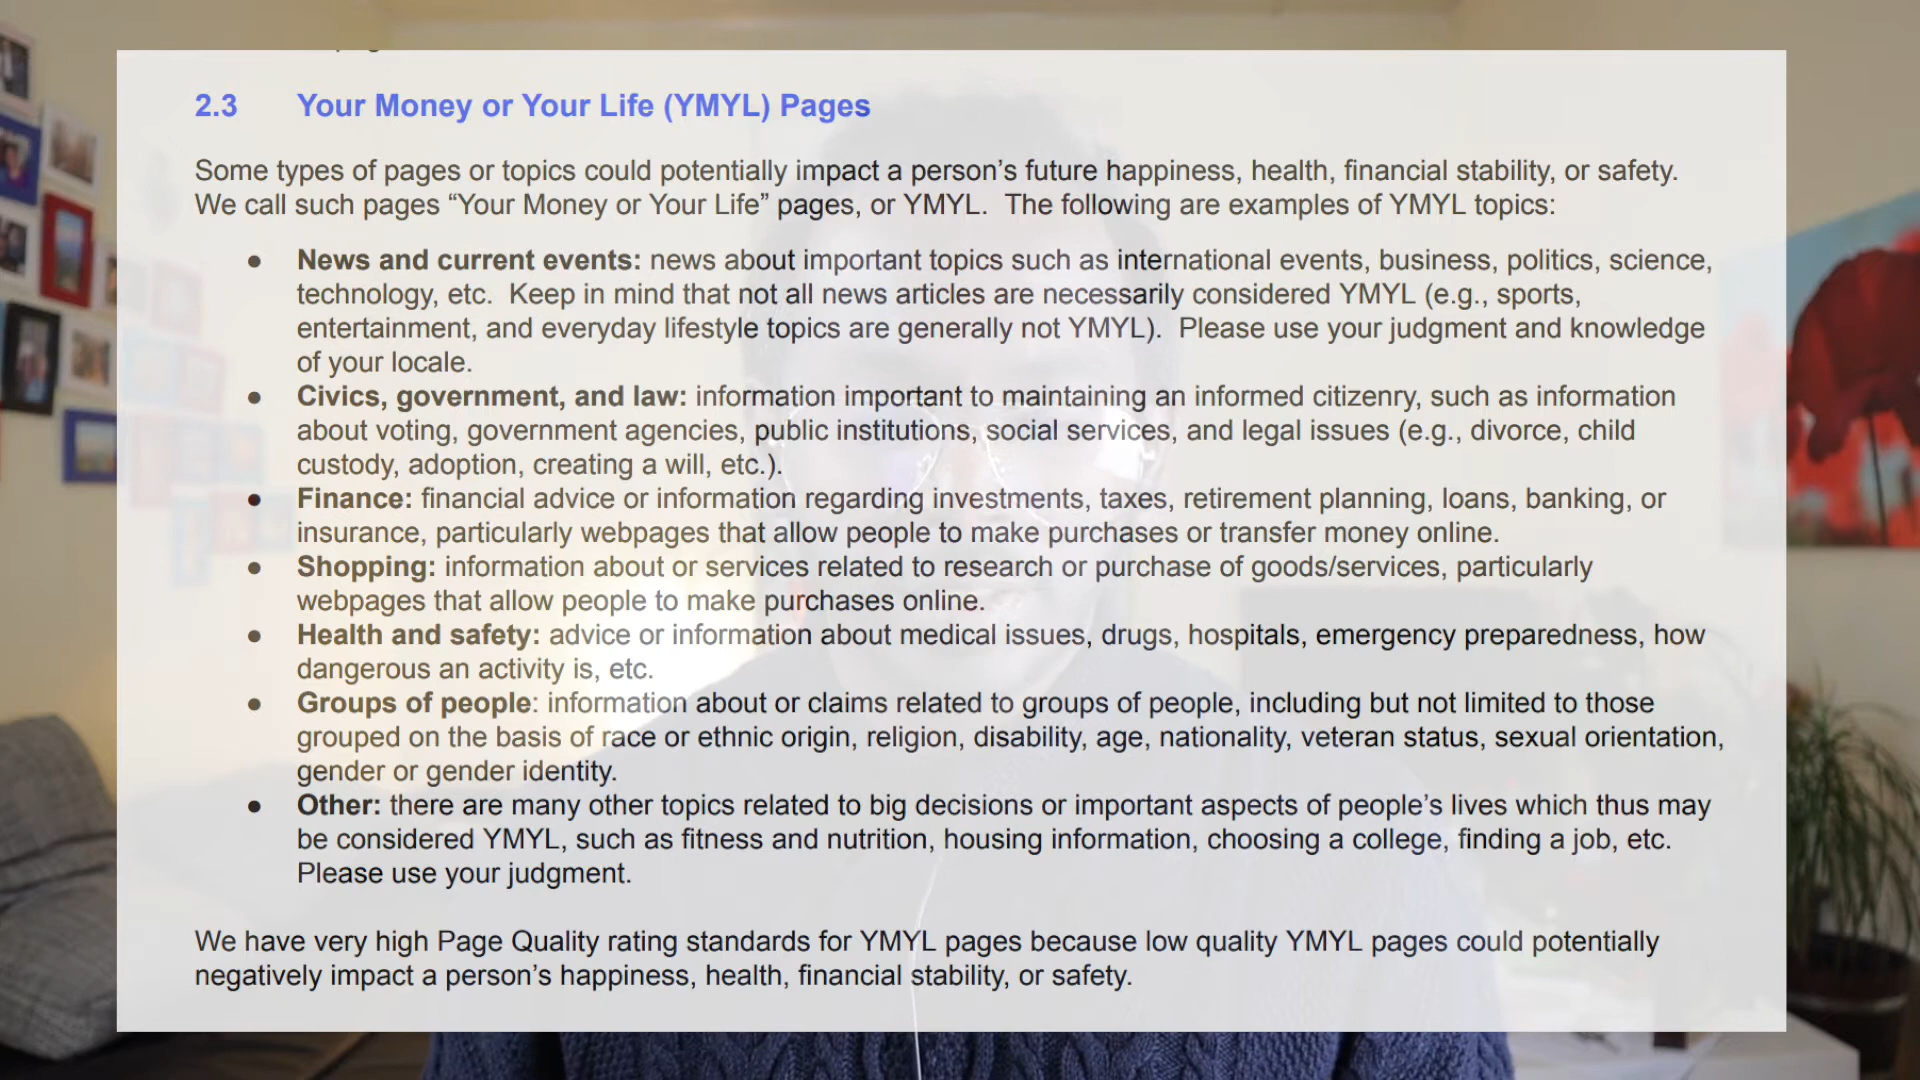 2.3 Your Money or Your Life (YMYL) Pages
Some types of pages or topics could potentially impact a person’s future happiness, health, financial stability, or safety.
We call such pages “Your Money or Your Life” pages, or YMYL.  The following are examples of YMYL topics:
● News and current events: news about important topics such as international events, business, politics, science,
technology, etc.  Keep in mind that not all news articles are necessarily considered YMYL (e.g., sports,
entertainment, and everyday lifestyle topics are generally not YMYL).  Please use your judgment and knowledge
of your locale.
● Civics, government, and law: information important to maintaining an informed citizenry, such as information
about voting, government agencies, public institutions, social services, and legal issues (e.g., divorce, child
custody, adoption, creating a will, etc.).
● Finance: financial advice or information regarding investments, taxes, retirement planning, loans, banking, or
insurance, particularly webpages that allow people to make purchases or transfer money online.
● Shopping: information about or services related to research or purchase of goods/services, particularly
webpages that allow people to make purchases online.
● Health and safety: advice or information about medical issues, drugs, hospitals, emergency preparedness, how
dangerous an activity is, etc.
● Groups of people: information about or claims related to groups of people, including but not limited to those
grouped on the basis of race or ethnic origin, religion, disability, age, nationality, veteran status, sexual orientation,
gender or gender identity.
● Other: there are many other topics related to big decisions or important aspects of people’s lives which thus may
be considered YMYL, such as fitness and nutrition, housing information, choosing a college, finding a job, etc.
Please use your judgment.
We have very high Page Quality rating standards for YMYL pages because low quality YMYL pages could potentially
negatively impact a person’s happiness, health, financial stability, or safety.